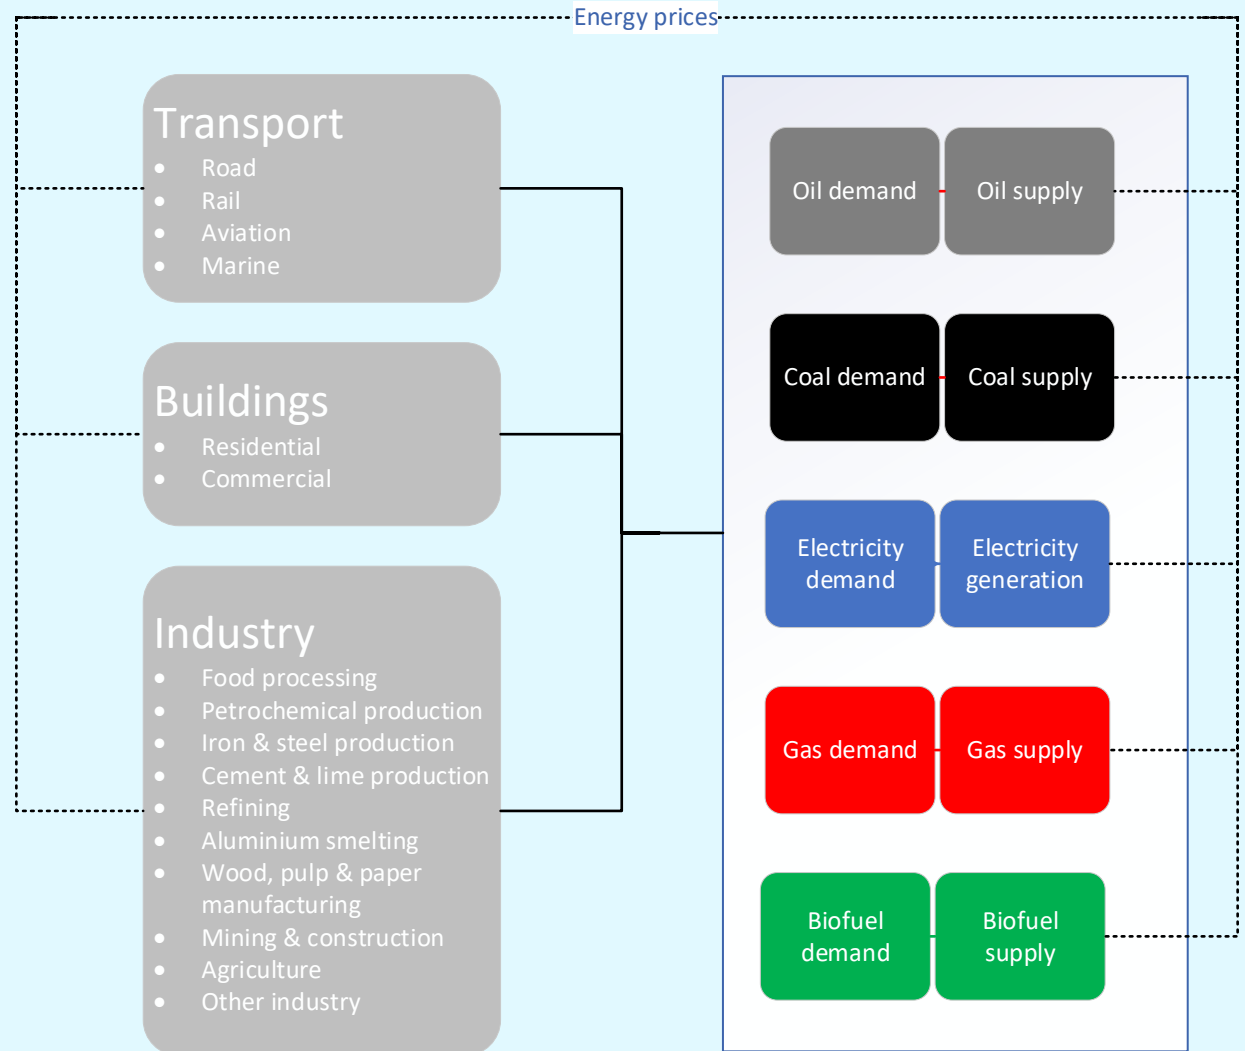 Energy prices
Transport
• Road
• Rail
• Aviation
• Marine
Buildings
• Residential
• Commercial
Industry
• Food processing
• Petrochemical production
• Iron & steel production
• Cement & lime production
• Refining
• Aluminium smelting
• Wood, pulp & paper
manufacturing
• Mining & construction
• Agriculture
• Other industry
Oil demand
Oil supply
Coal demand
Coal supply
Electricity
demand
Electricity
generation
Gas demand
Gas supply
Biofuel
demand
Biofuel
supply